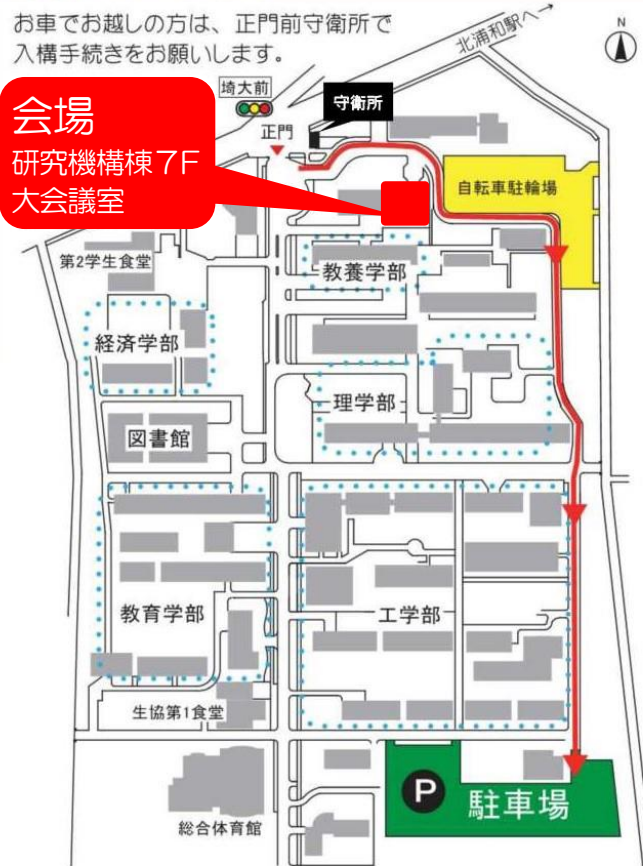 お車でお越しの方は、正門前守衛所で
入構手続きをお願いします。
北浦和駅へ→
N
埼大前
守衛所
正門
会場
研究機構棟7F
大会議室
自転車駐輪場
第2学生食堂
教養学部
経済学部
理学部
図書館
教育学部
工学部
生協第1食堂
P
駐車場
総合体育館